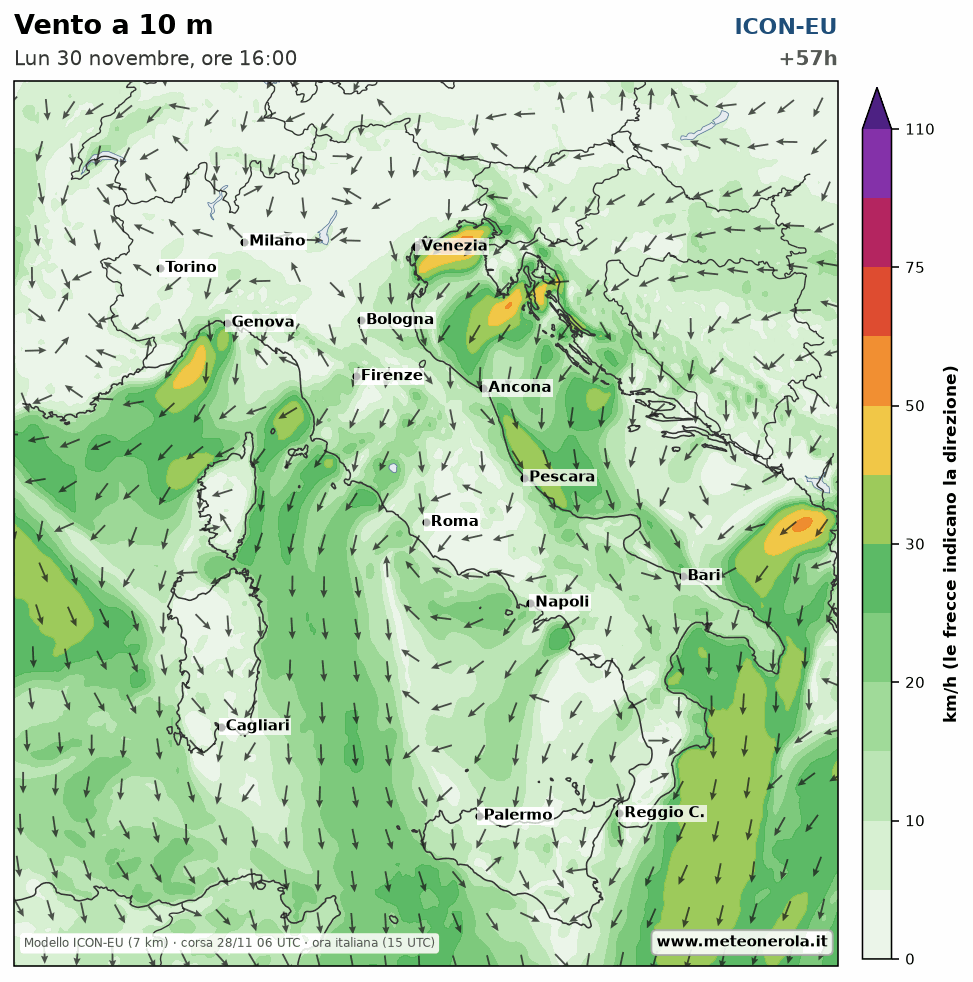 Vento a 10 m
ICON-EU
Lun 30 novembre, ore 16:00
+57h
110
75
50
30
20
10
0
km/h (le frecce indicano la direzione)
Venezia
Milano
Torino
Genova
Bologna
Firenze
Ancona
Pescara
Roma
Bari
Napoli
Cagliari
Palermo
Reggio C.
Modello ICON-EU (7 km) · corsa 28/11 06 UTC · ora italiana (15 UTC)
www.meteonerola.it